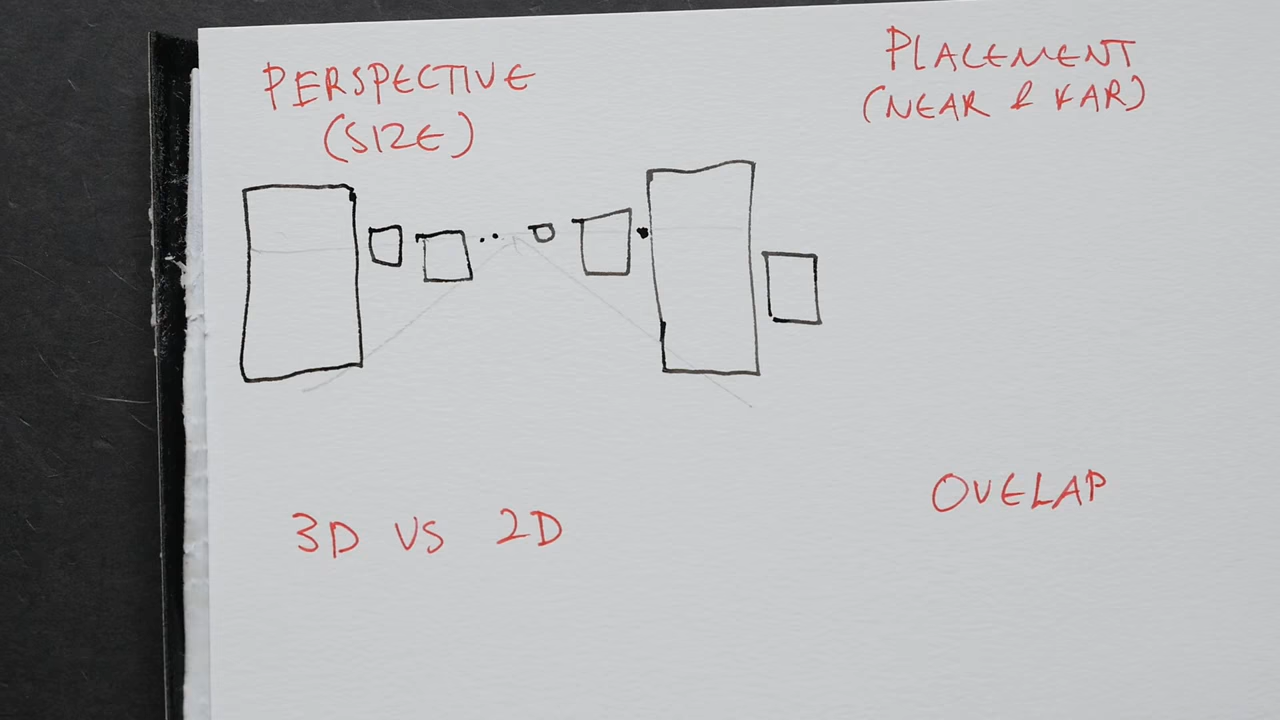 PERSPECTIVE
(SIZE)
PLACEMENT
(NEAR & FAR)
3D VS 2D
OVELAP